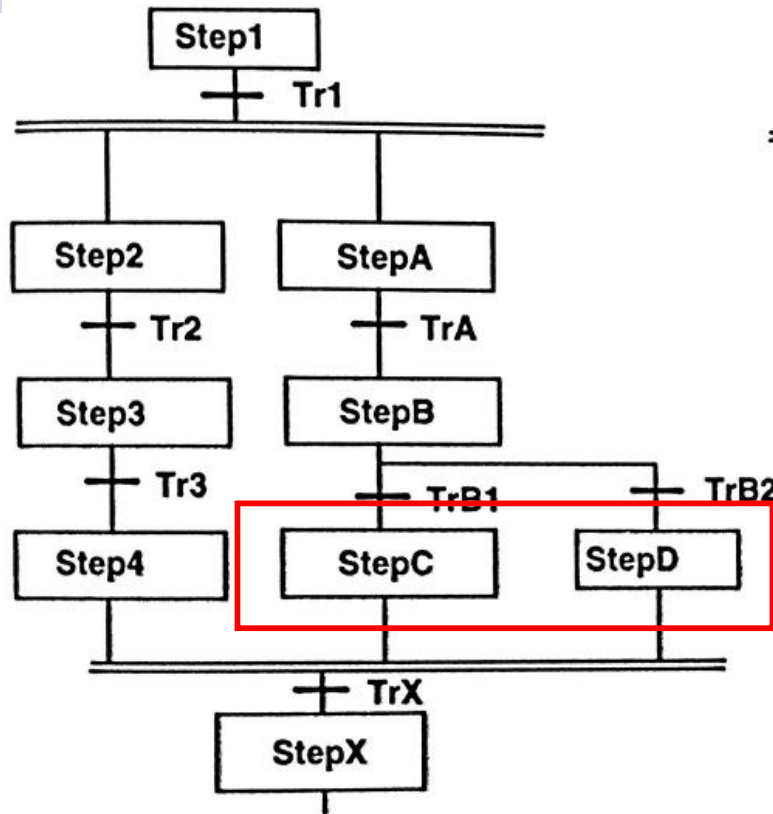 Step1
Tr1
Step2
StepA
Tr2
TrA
Step3
StepB
Tr3
TrB1
TrB2
Step4
StepC
StepD
TrX
StepX